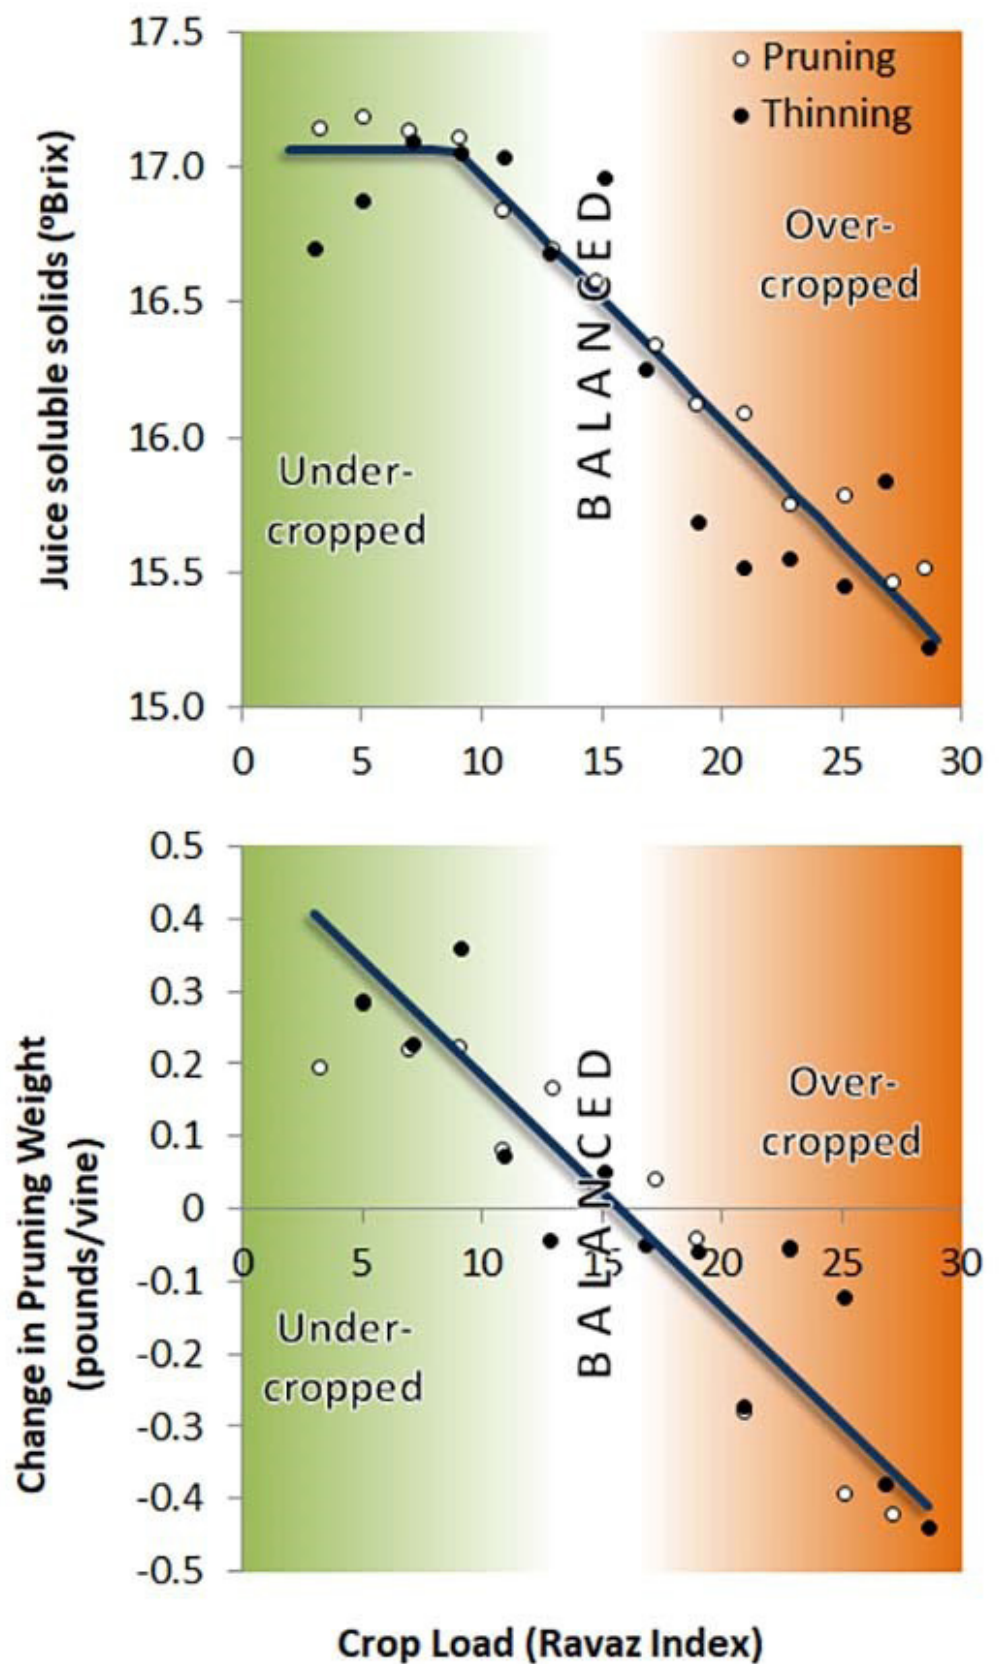 17.5
17.0
16.5
16.0
15.5
15.0
Juice soluble solids (ºBrix)
Pruning
Thinning
Over-
cropped
BALANCED
Under-
cropped
0 5 10 15 20 25 30
0.5
0.4
0.3
0.2
0.1
0
-0.1
-0.2
-0.3
-0.4
-0.5
Change in Pruning Weight
(pounds/vine)
Over-
cropped
BALANCED
5 10 15 20 25 30
Under-
cropped
Crop Load (Ravaz Index)